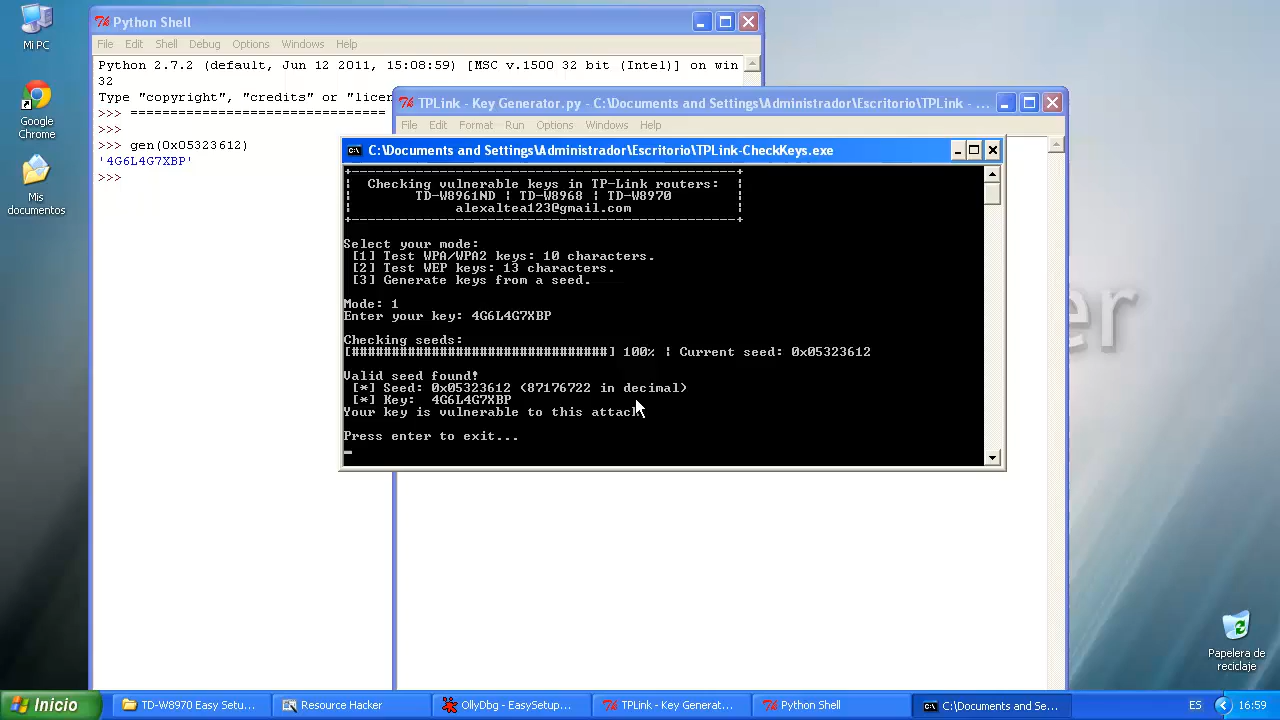 Mi PC
Google
Chrome
Mis
documentos
Python Shell
File Edit Shell Debug Options Windows Help
Python 2.7.2 (default, Jun 12 2011, 15:08:59) [MSC v.1500 32 bit (Intel)] on win
32
Type "copyright", "credits" or "licer
>>> ================================
>>>
>>> gen(0x05323612)
'4G6L4G7XBP'
>>>
TPLink - Key Generator.py - C:\Documents and Settings\Administrador\Escritorio\TPLink - ...
File Edit Format Run Options Windows Help
C:\Documents and Settings\Administrador\Escritorio\TPLink-CheckKeys.exe
+------------------------------------------------+
¦ Checking vulnerable keys in TP-Link routers: ¦
¦ TD-W8961ND ¦ TD-W8968 ¦ TD-W8970 ¦
¦ alexaltea123@gmail.com ¦
+------------------------------------------------+
Select your mode:
[1] Test WPA/WPA2 keys: 10 characters.
[2] Test WEP keys: 13 characters.
[3] Generate keys from a seed.
Mode: 1
Enter your key: 4G6L4G7XBP
Checking seeds:
[################################] 100% ¦ Current seed: 0x05323612
Valid seed found!
[*] Seed: 0x05323612 (87176722 in decimal)
[*] Key: 4G6L4G7XBP
Your key is vulnerable to this attack
Press enter to exit...
er
Papelera de
reciclaje
Inicio
TD-W8970 Easy Setu...
Resource Hacker
OllyDbg - EasySetup...
TPLink - Key Generat...
Python Shell
C:\Documents and Se...
ES
16:59